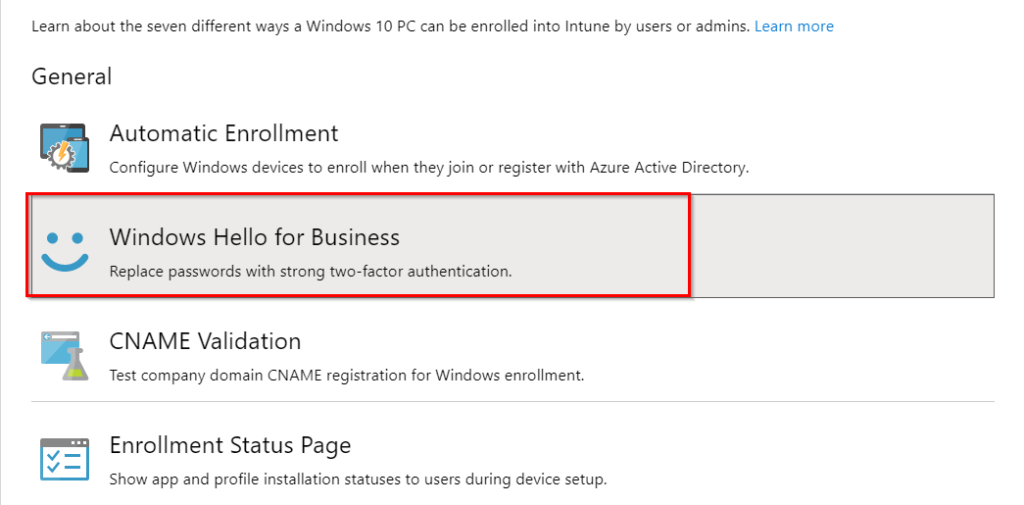 Learn about the seven different ways a Windows 10 PC can be enrolled into Intune by users or admins. Learn more
General
Automatic Enrollment
Configure Windows devices to enroll when they join or register with Azure Active Directory.
Windows Hello for Business
Replace passwords with strong two-factor authentication.
CNAME Validation
Test company domain CNAME registration for Windows enrollment.
Enrollment Status Page
Show app and profile installation statuses to users during device setup.